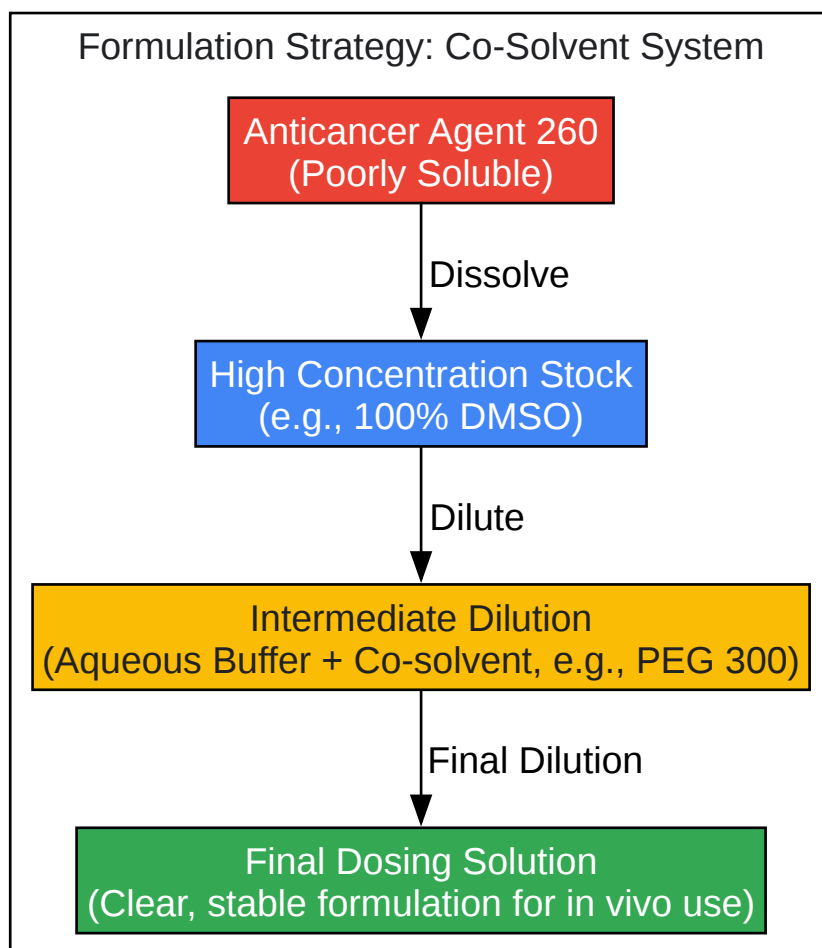 Formulation Strategy: Co-Solvent System
Anticancer Agent 260
(Poorly Soluble)
Dissolve
High Concentration Stock
(e.g., 100% DMSO)
Dilute
Intermediate Dilution
(Aqueous Buffer + Co-solvent, e.g., PEG 300)
Final Dilution
Final Dosing Solution
(Clear, stable formulation for in vivo use)